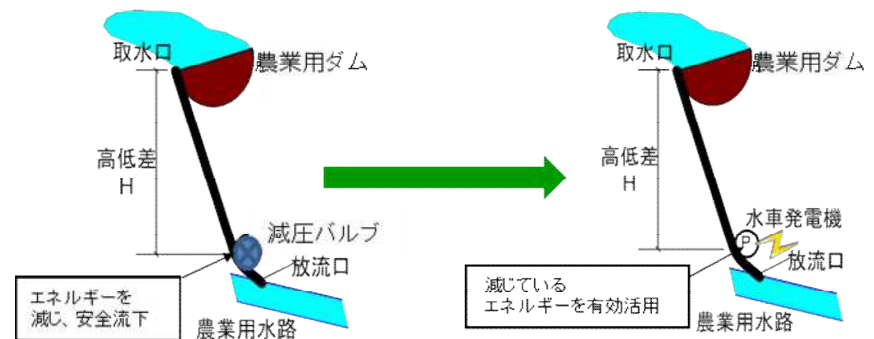 取水口
農業用ダム
高低差
H
減圧バルブ
放流口
エネルギーを
減じ、安全流下
農業用水路
取水口
農業用ダム
高低差
H
水車発電機
P
放流口
減じている
エネルギーを有効活用
農業用水路